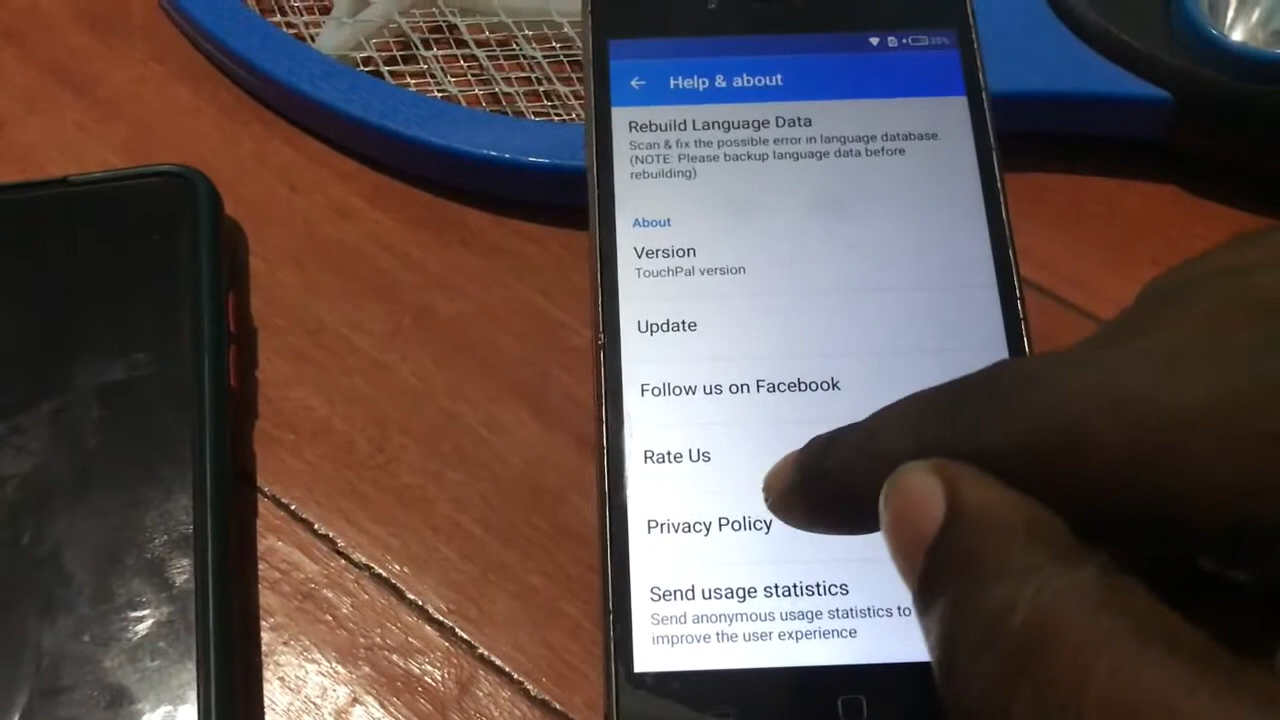 35%
Help & about
Rebuild Language Data
Scan & fix the possible error in language database.
(NOTE: Please backup language data before
rebuilding)
About
Version
TouchPal version
Update
Follow us on Facebook
Rate Us
Privacy Policy
Send usage statistics
Send anonymous usage statistics to
improve the user experience